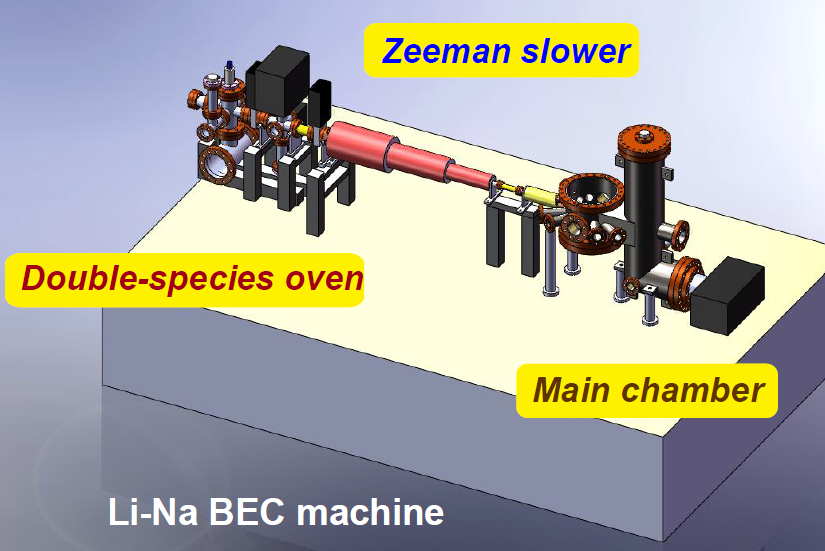 Zeeman slower
Double-species oven
Main chamber
Li-Na BEC machine